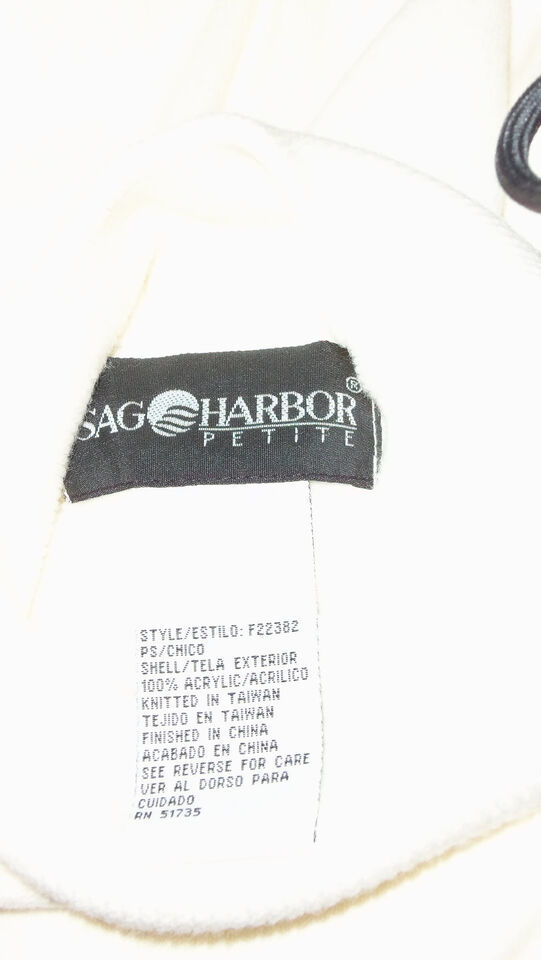 SAG HARBOR®
PETITE
STYLE/ESTILO: F22382
PS/CHICO
SHELL/TELA EXTERIOR
100% ACRYLIC/ACRILICO
KNITTED IN TAIWAN
TEJIDO EN TAIWAN
FINISHED IN CHINA
ACABADO EN CHINA
SEE REVERSE FOR CARE
VER AL DORSO PARA
CUIDADO
RN 51735